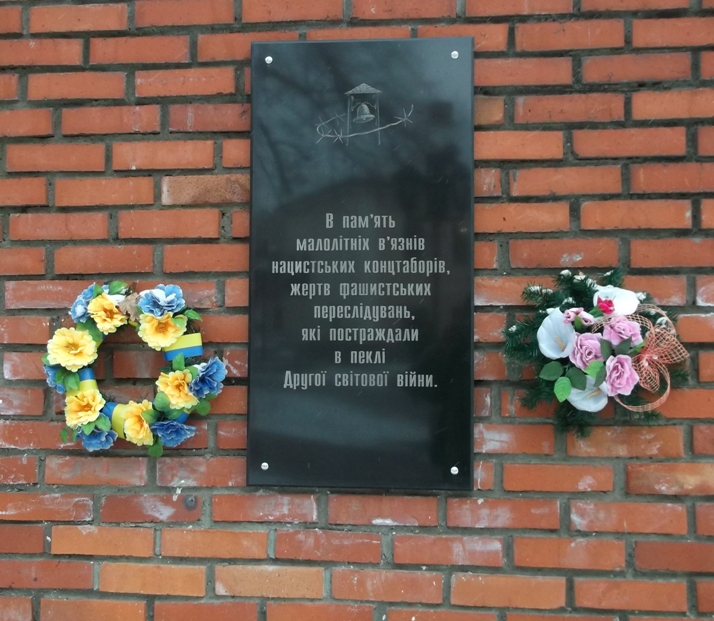 В пам'ять
малолітніх в'язнів
нацистських концтаборів,
жертв фашистських
переслідувань,
які постраждали
в пеклі
Другої світової війни.